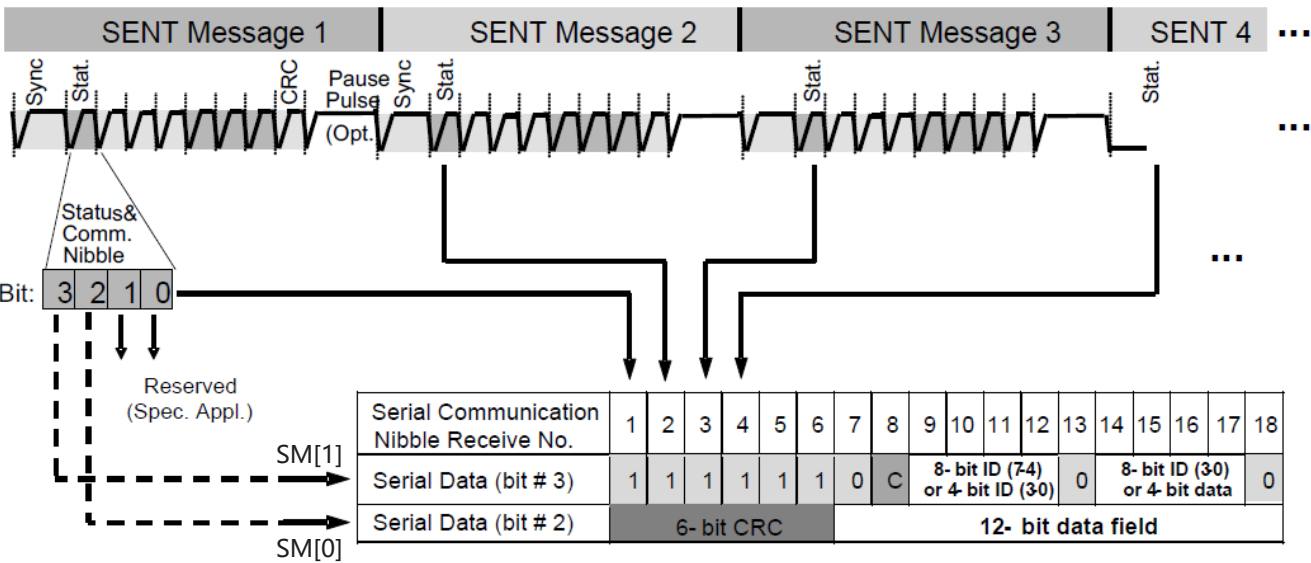 SENT Message 1 SENT Message 2 SENT Message 3 SENT 4 ...
Sync Stat. CRC Pause Pulse (Opt. Sync Stat. Stat. Stat.
...
Status&
Comm.
Nibble
...
Bit: 3 2 1 0
Reserved
(Spec. Appl.)
Serial Communication
Nibble Receive No. 1 2 3 4 5 6 7 8 9 10 11 12 13 14 15 16 17 18
SM[1]
Serial Data (bit # 3) 1 1 1 1 1 1 0 C 8- bit ID (7-4) or 4- bit ID (30) 0 8- bit ID (30) or 4- bit data 0
Serial Data (bit # 2) 6- bit CRC 12- bit data field
SM[0]